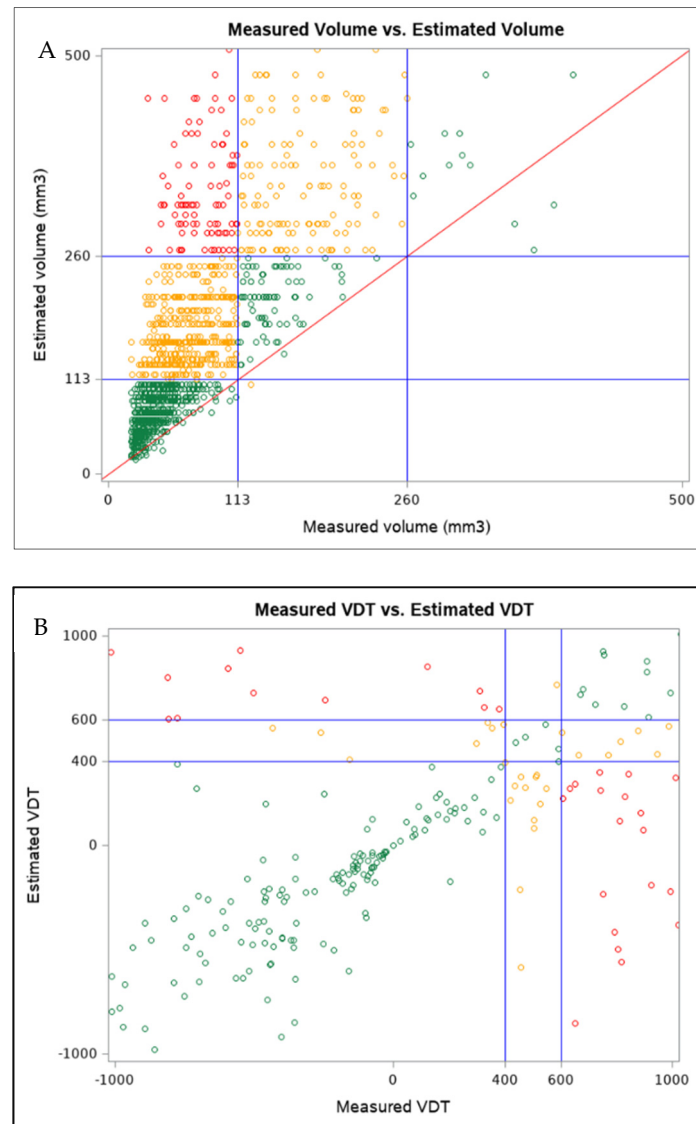 A
Measured Volume vs. Estimated Volume
500
260
113
0
Estimated volume (mm3)
0 113 260 500
Measured volume (mm3)
B
Measured VDT vs. Estimated VDT
1000
600
400
0
-1000
Estimated VDT
-1000 0 400 600 1000
Measured VDT